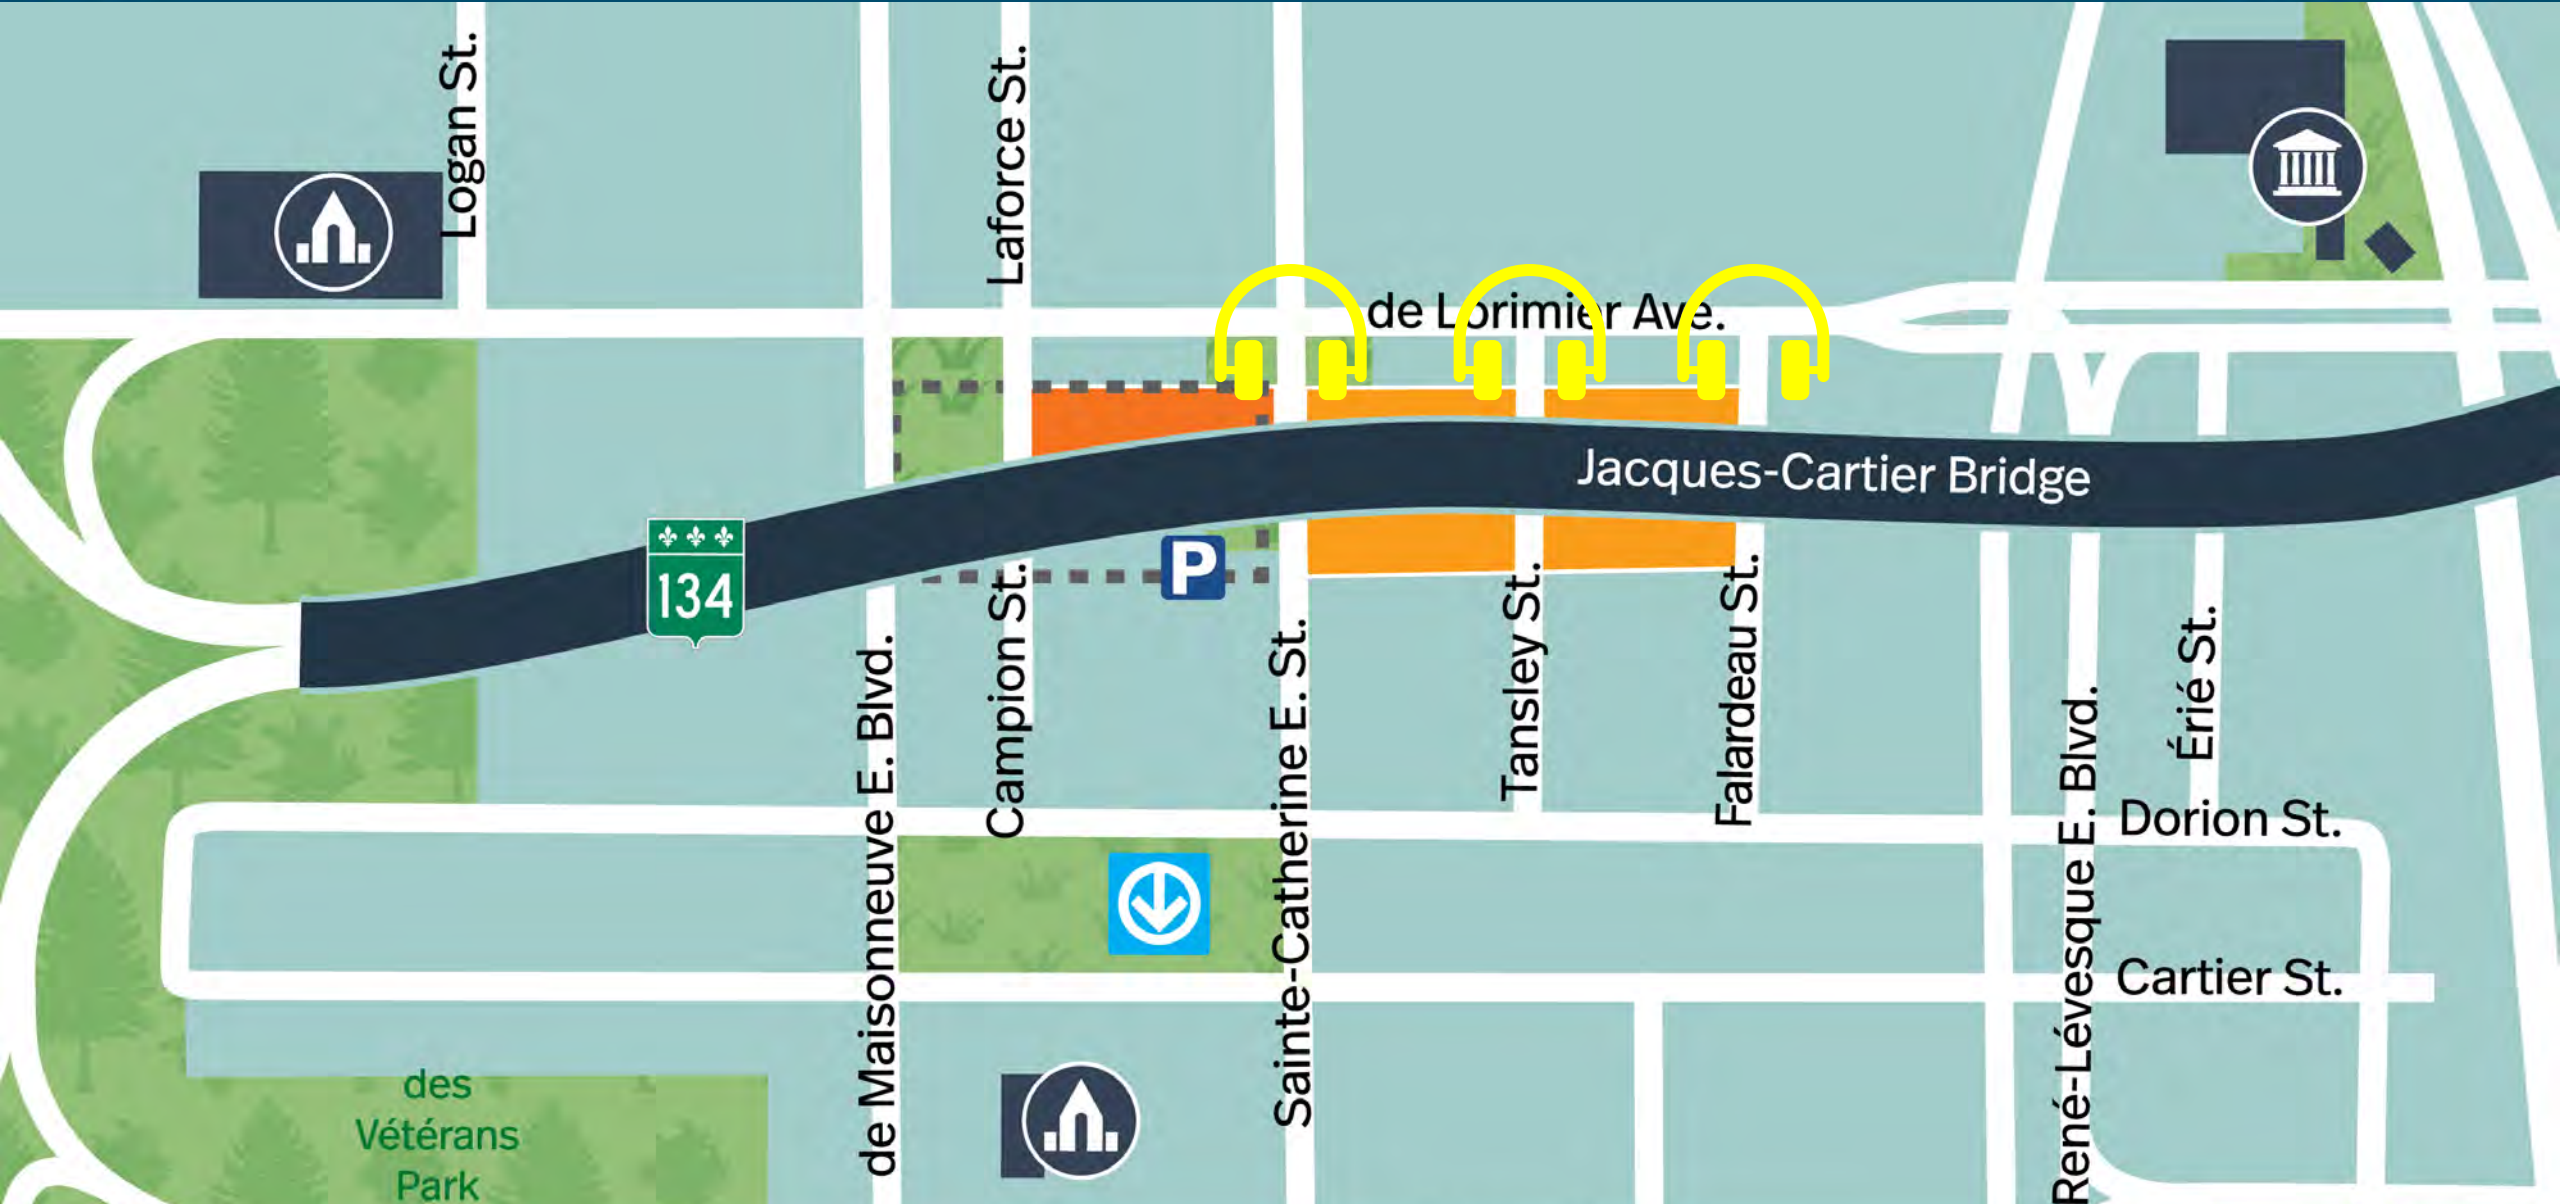 Logan St.
Laforce St.
de Lorimier Ave.
Jacques-Cartier Bridge
134
P
de Maisonneuve E. Blvd.
Campion St.
Sainte-Catherine E. St.
Tansley St.
Falardeau St.
René-Lévesque E. Blvd.
Érié St.
Dorion St.
Cartier St.
des
Vétérans
Park